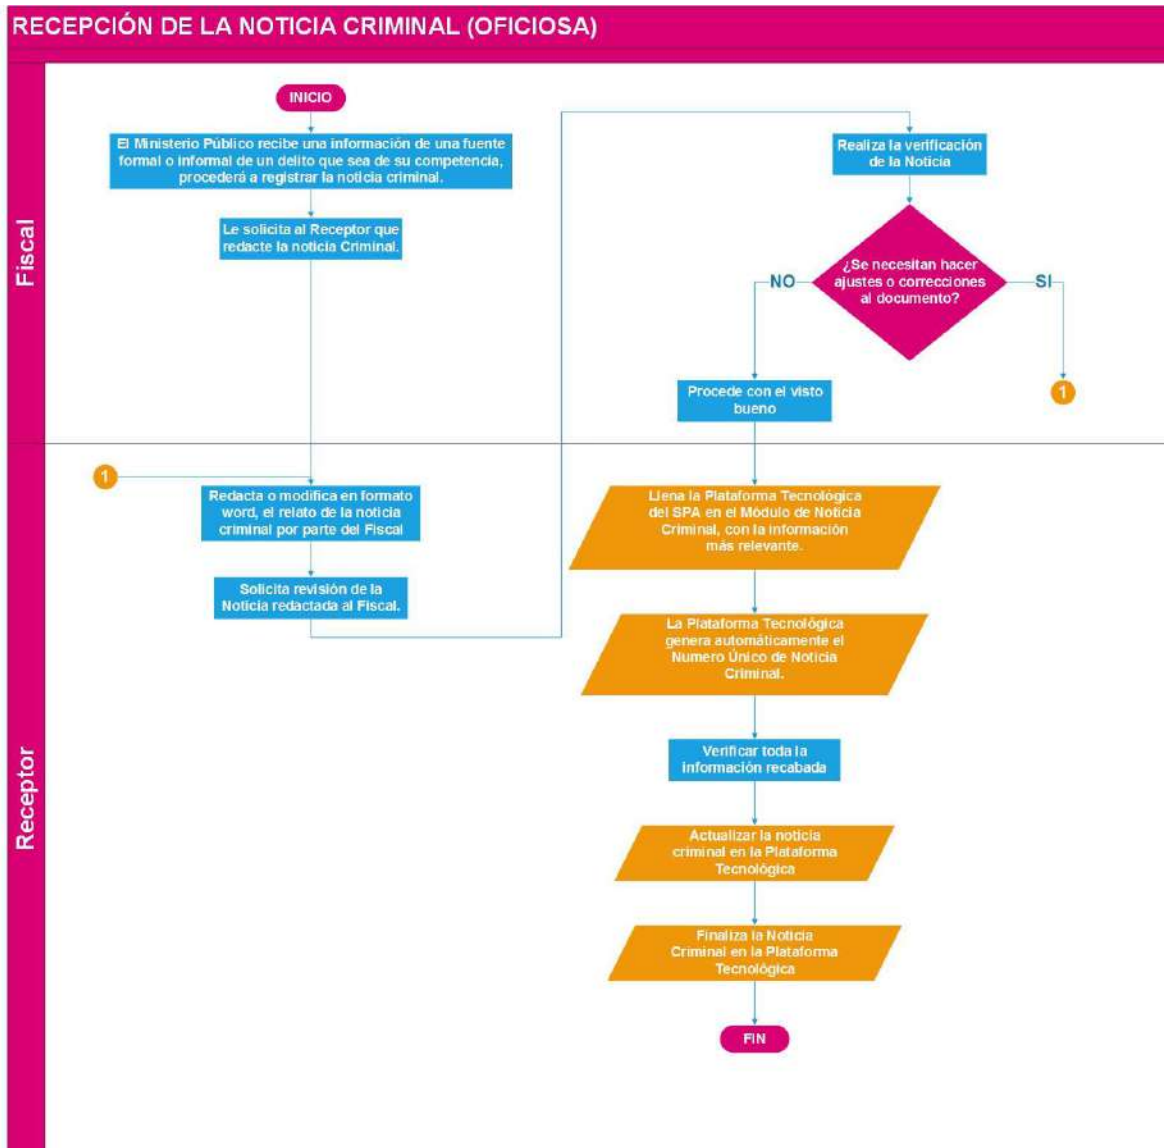 RECEPCIÓN DE LA NOTICIA CRIMINAL (OFICIOSA)
Fiscal
INICIO
El Ministerio Público recibe una información de una fuente
formal o informal de un delito que sea de su competencia,
procederá a registrar la noticia criminal.
Le solicita al Receptor que
redacte la noticia Criminal.
Realiza la verificación
de la Noticia
¿Se necesitan hacer
ajustes o correcciones
al documento?
NO
SI
1
Procede con el visto
bueno
Receptor
1
Redacta o modifica en formato
word, el relato de la noticia
criminal por parte del Fiscal
Solicita revisión de la
Noticia redactada al Fiscal.
Llena la Plataforma Tecnológica
del SPA en el Módulo de Noticia
Criminal, con la información
más relevante.
La Plataforma Tecnológica
genera automáticamente el
Numero Único de Noticia
Criminal.
Verificar toda la
información recabada
Actualizar la noticia
criminal en la Plataforma
Tecnológica
Finaliza la Noticia
Criminal en la Plataforma
Tecnológica
FIN